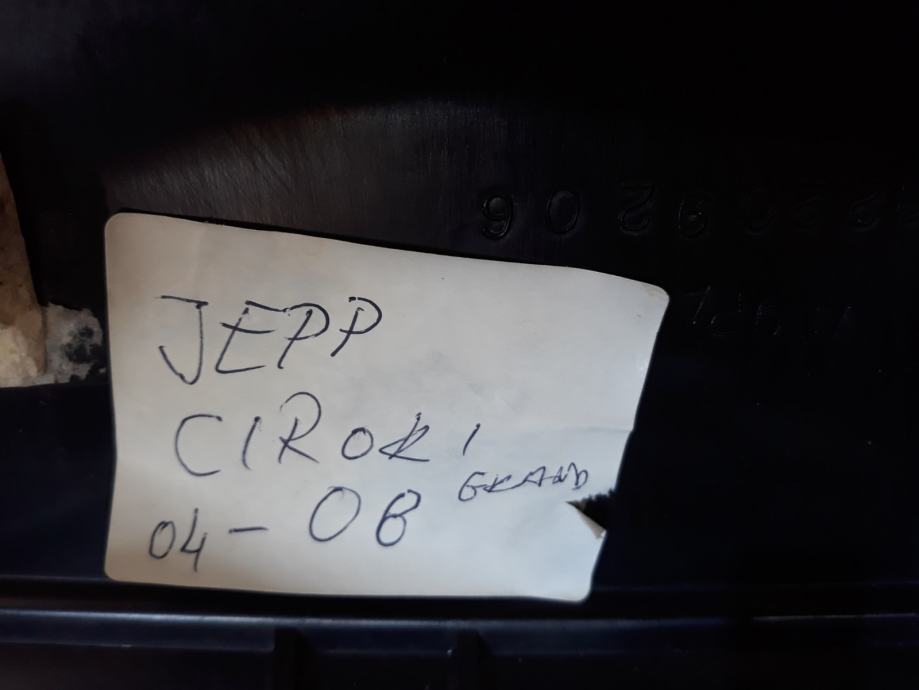 JEPP
CIROKI
GRAND
04-08